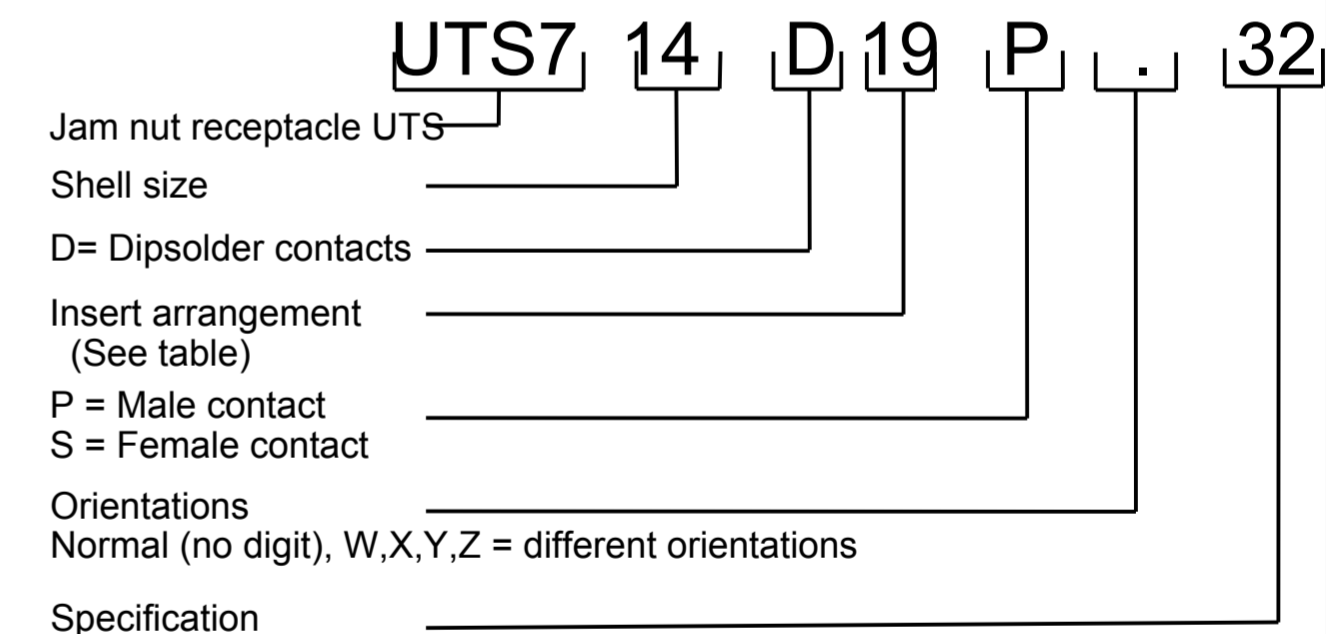 UTS7 14 D 19 P . 32
Jam nut receptacle UTS
Shell size
D= Dipsolder contacts
Insert arrangement
(See table)
P = Male contact
S = Female contact
Orientations
Normal (no digit), W,X,Y,Z = different orientations
Specification